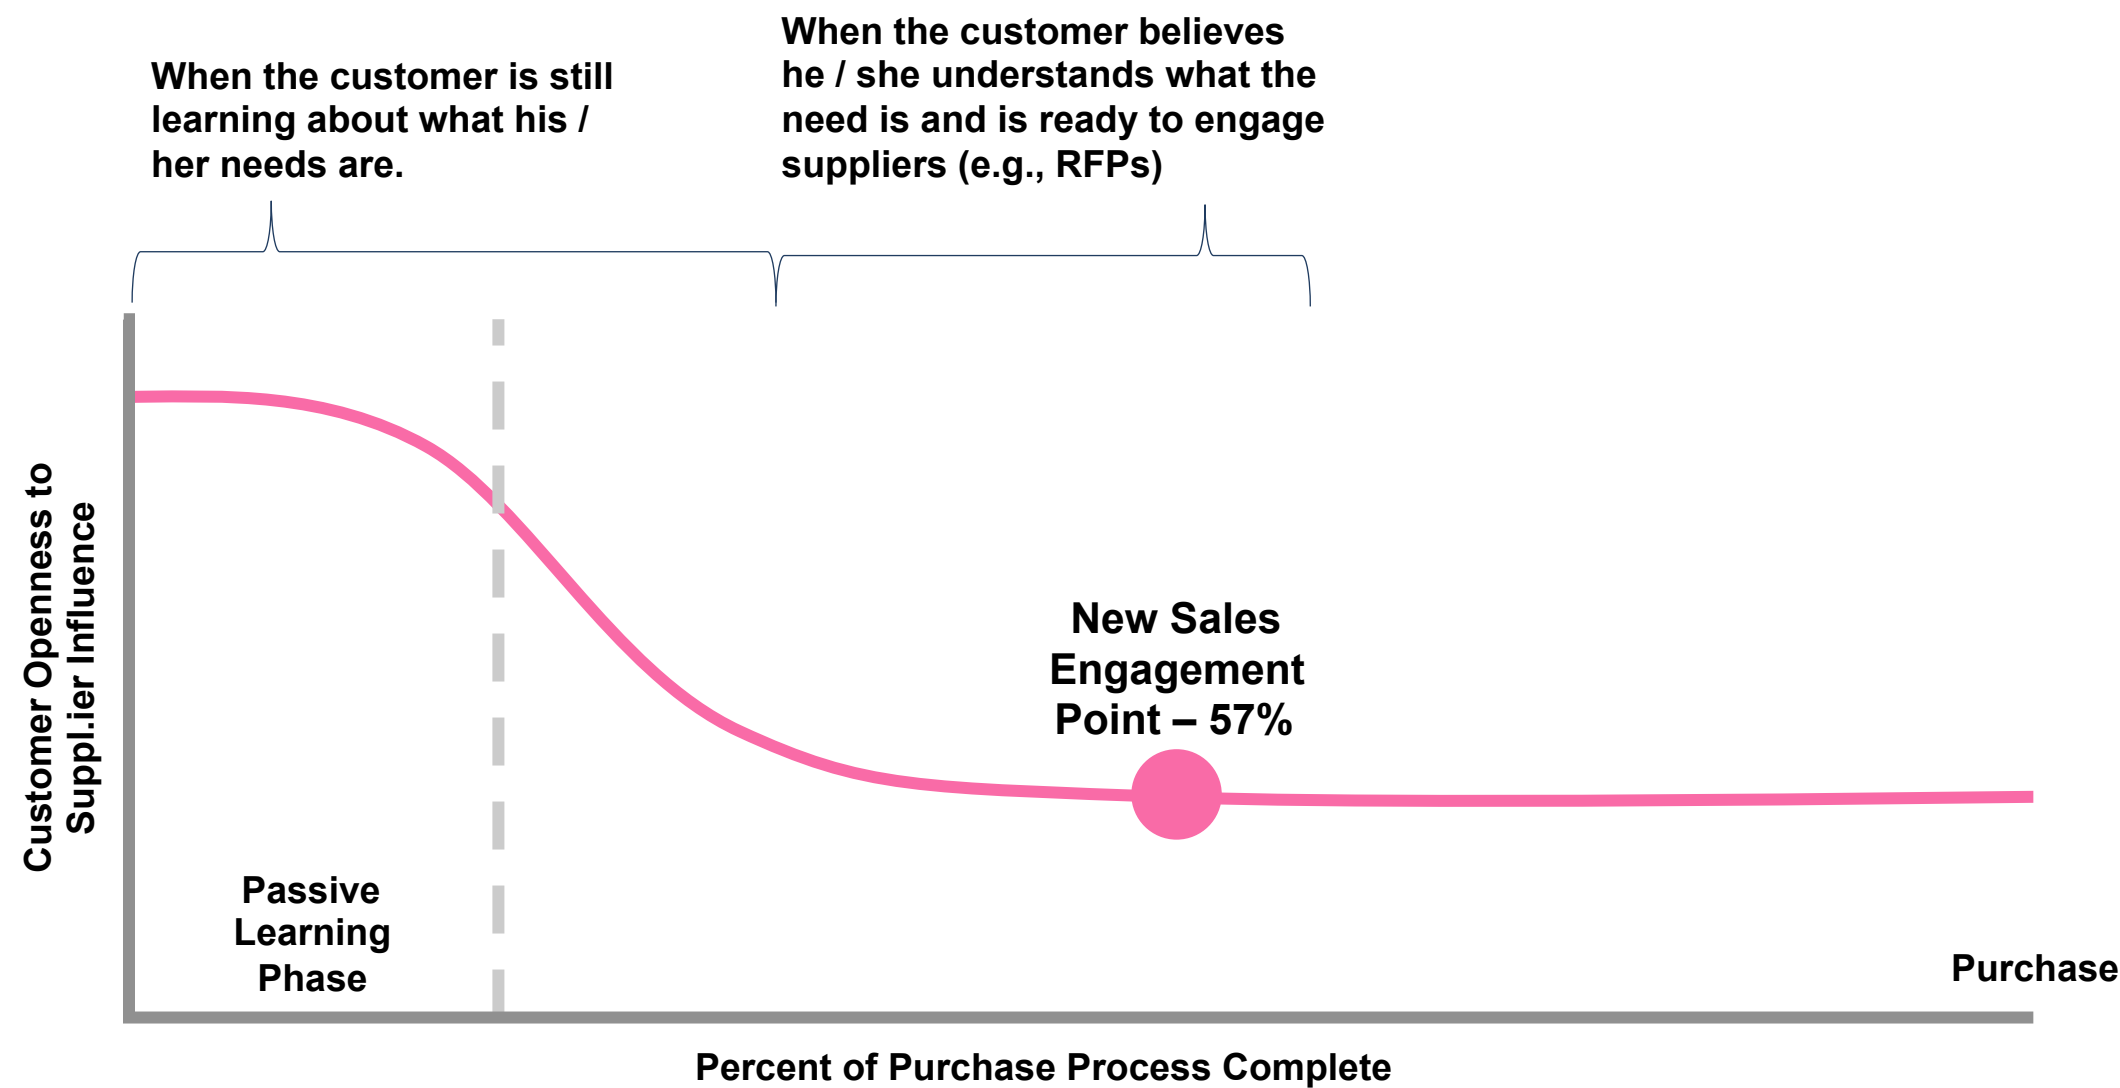 When the customer is still
learning about what his /
her needs are.
When the customer believes
he / she understands what the
need is and is ready to engage
suppliers (e.g., RFPs)
Customer Openness to
Suppl.ier Influence
New Sales
Engagement
Point – 57%
Passive
Learning
Phase
Purchase
Percent of Purchase Process Complete